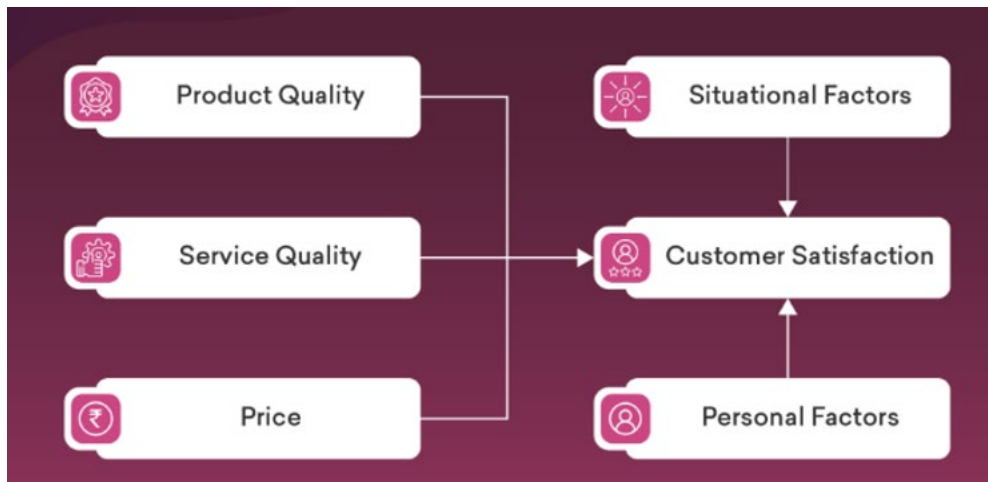 Product Quality
Situational Factors
Service Quality
Customer Satisfaction
₹
Price
Personal Factors